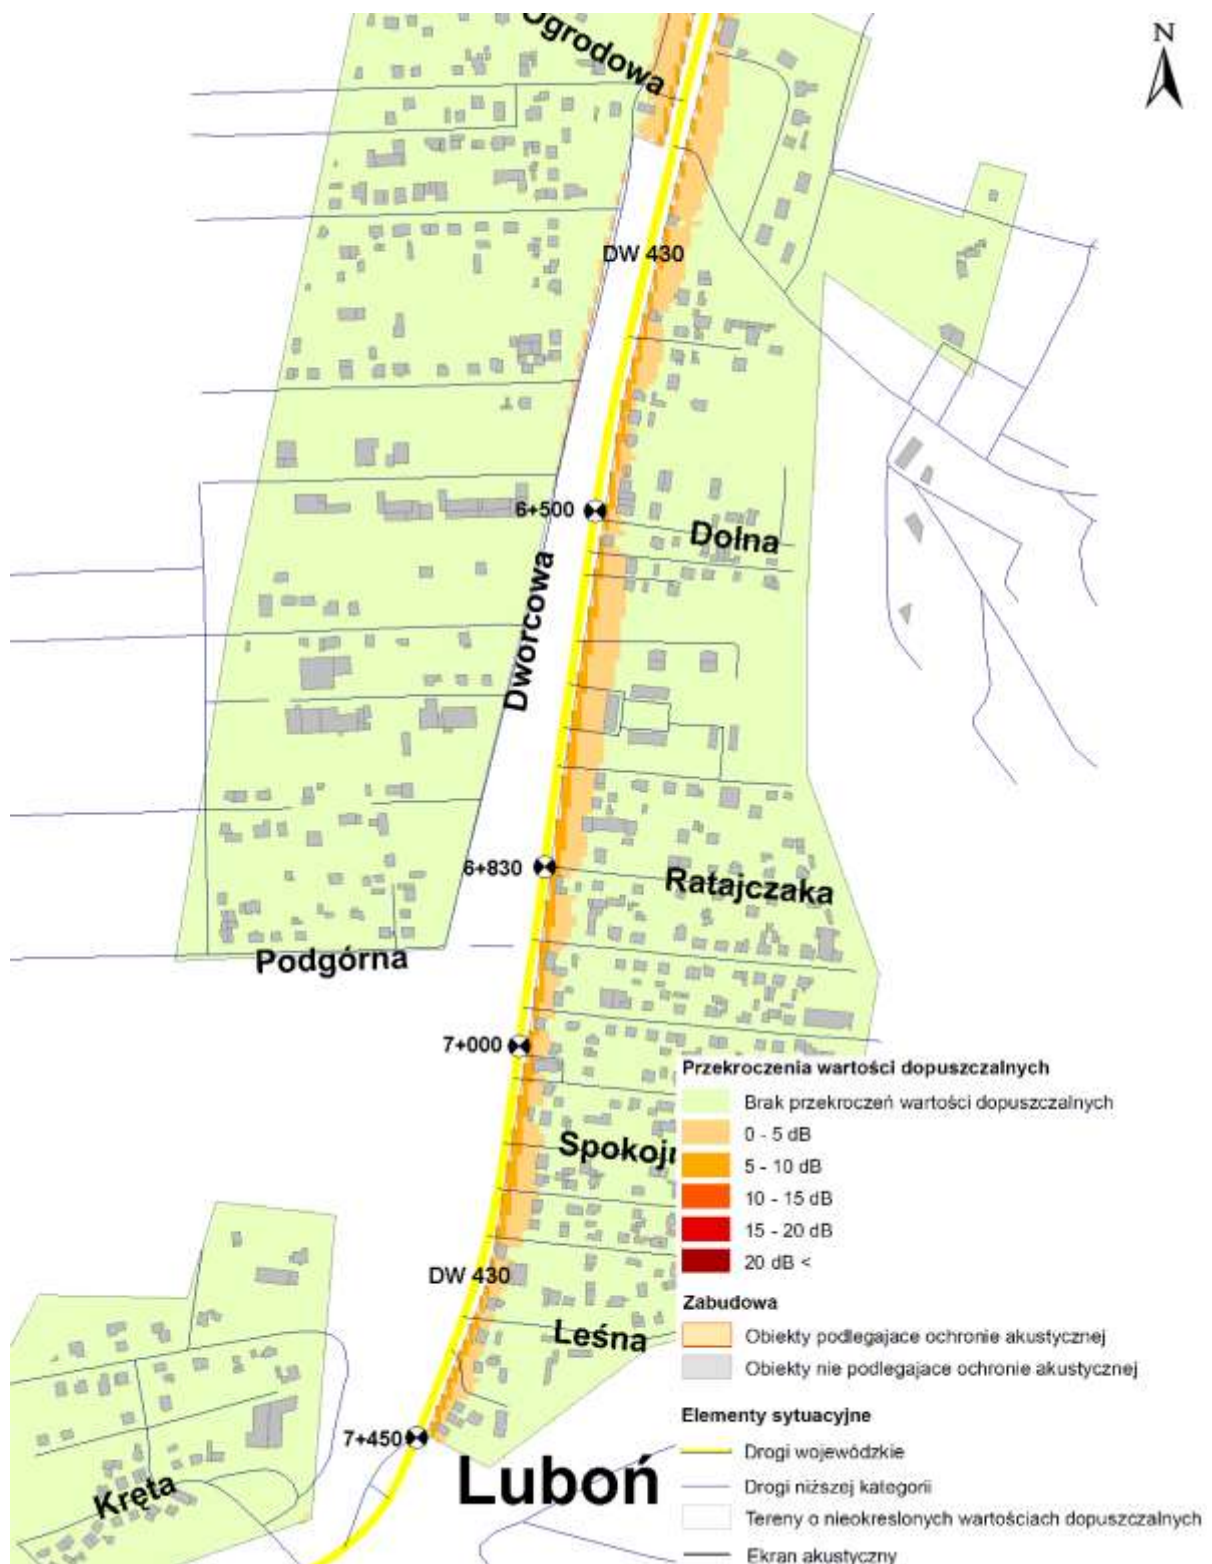 Ogrodowa
N
DW 430
6+500
Dolna
Dworcowa
6+830
Ratajczaka
Podgórna
7+000
Przekroczenia wartości dopuszczalnych
Brak przekroczeń wartości dopuszczalnych
0 - 5 dB
Spokojn
5 - 10 dB
10 - 15 dB
15 - 20 dB
20 dB <
DW 430
Zabudowa
Leśna
Obiekty podlegajace ochronie akustycznej
Obiekty nie podlegajace ochronie akustycznej
Elementy sytuacyjne
7+450
Drogi wojewódzkie
Luboń
Kręta
Drogi niższej kategorii
Tereny o nieokreslonych wartościach dopuszczalnych
Ekran akustyczny